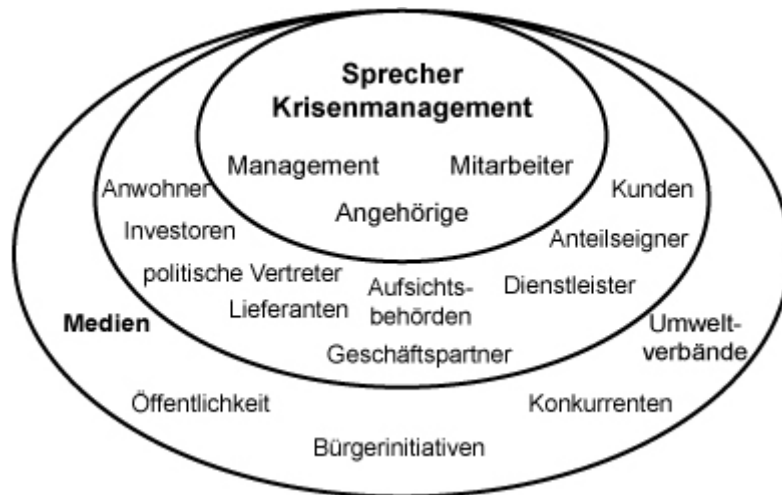 Sprecher
Krisenmanagement
Management
Mitarbeiter
Angehörige
Anwohner
Kunden
Investoren
Anteilseigner
politische Vertreter
Aufsichts-
behörden
Dienstleister
Lieferanten
Geschäftspartner
Medien
Umwelt-
verbände
Öffentlichkeit
Konkurrenten
Bürgerinitiativen